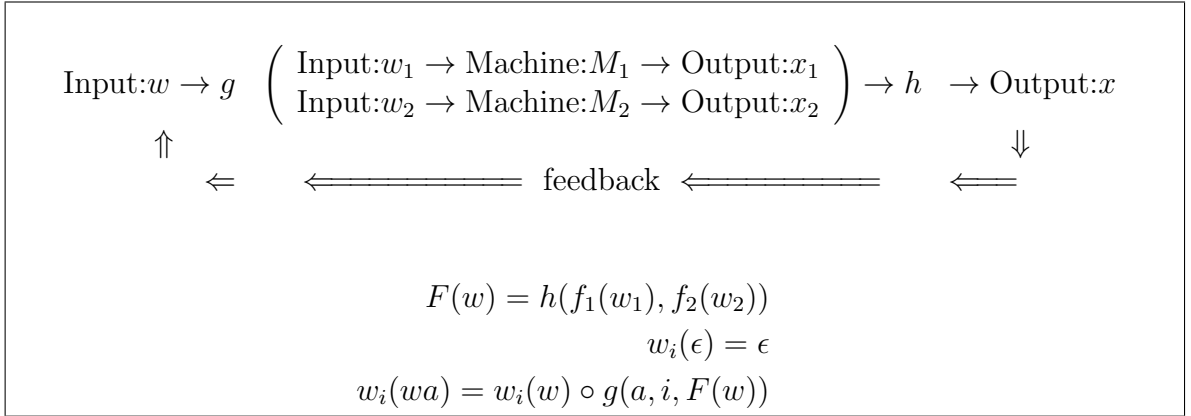 Input:w₁ → Machine:M₁ → Output:x₁
Input:w → g ( ) → h → Output:x
Input:w₂ → Machine:M₂ → Output:x₂
⇑ ⇓
⇐ ⇐ feedback ⇐ ⇐
F(w) = h(f₁(w₁), f₂(w₂))
wᵢ(ϵ) = ϵ
wᵢ(wa) = wᵢ(w) ∘ g(a, i, F(w))